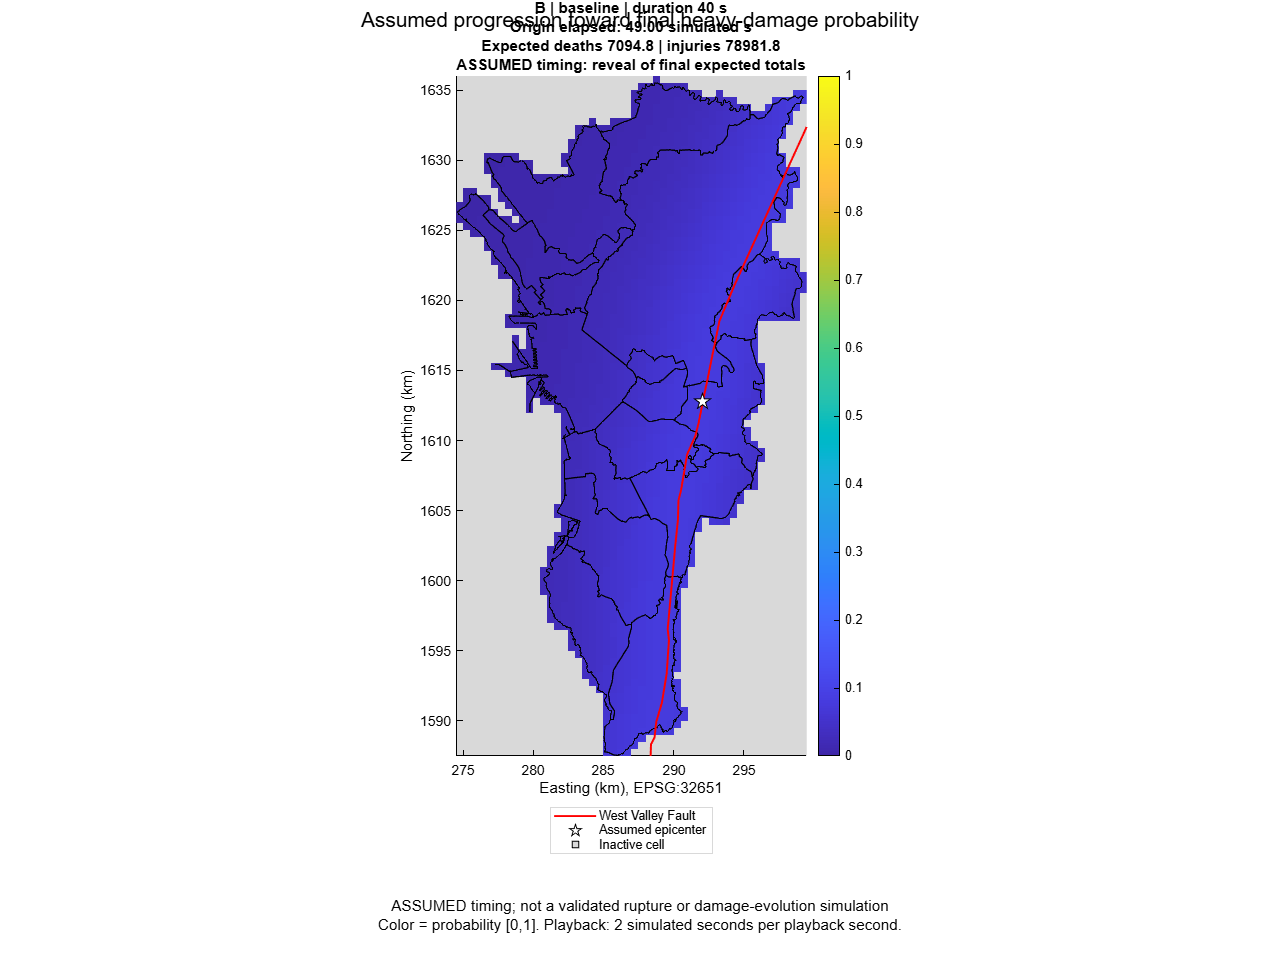 Assumed progression toward final heavy-damage probability
B | baseline | duration 40 s
Origin elapsed: 49.00 simulated s
Expected deaths 7094.8 | injuries 78981.8
ASSUMED timing: reveal of final expected totals
1635
1630
1625
1620
1615
1610
1605
1600
1595
1590
Northing (km)
275 280 285 290 295
Easting (km), EPSG:32651
1
0.9
0.8
0.7
0.6
0.5
0.4
0.3
0.2
0.1
0
West Valley Fault
Assumed epicenter
Inactive cell
ASSUMED timing; not a validated rupture or damage-evolution simulation
Color = probability [0,1]. Playback: 2 simulated seconds per playback second.